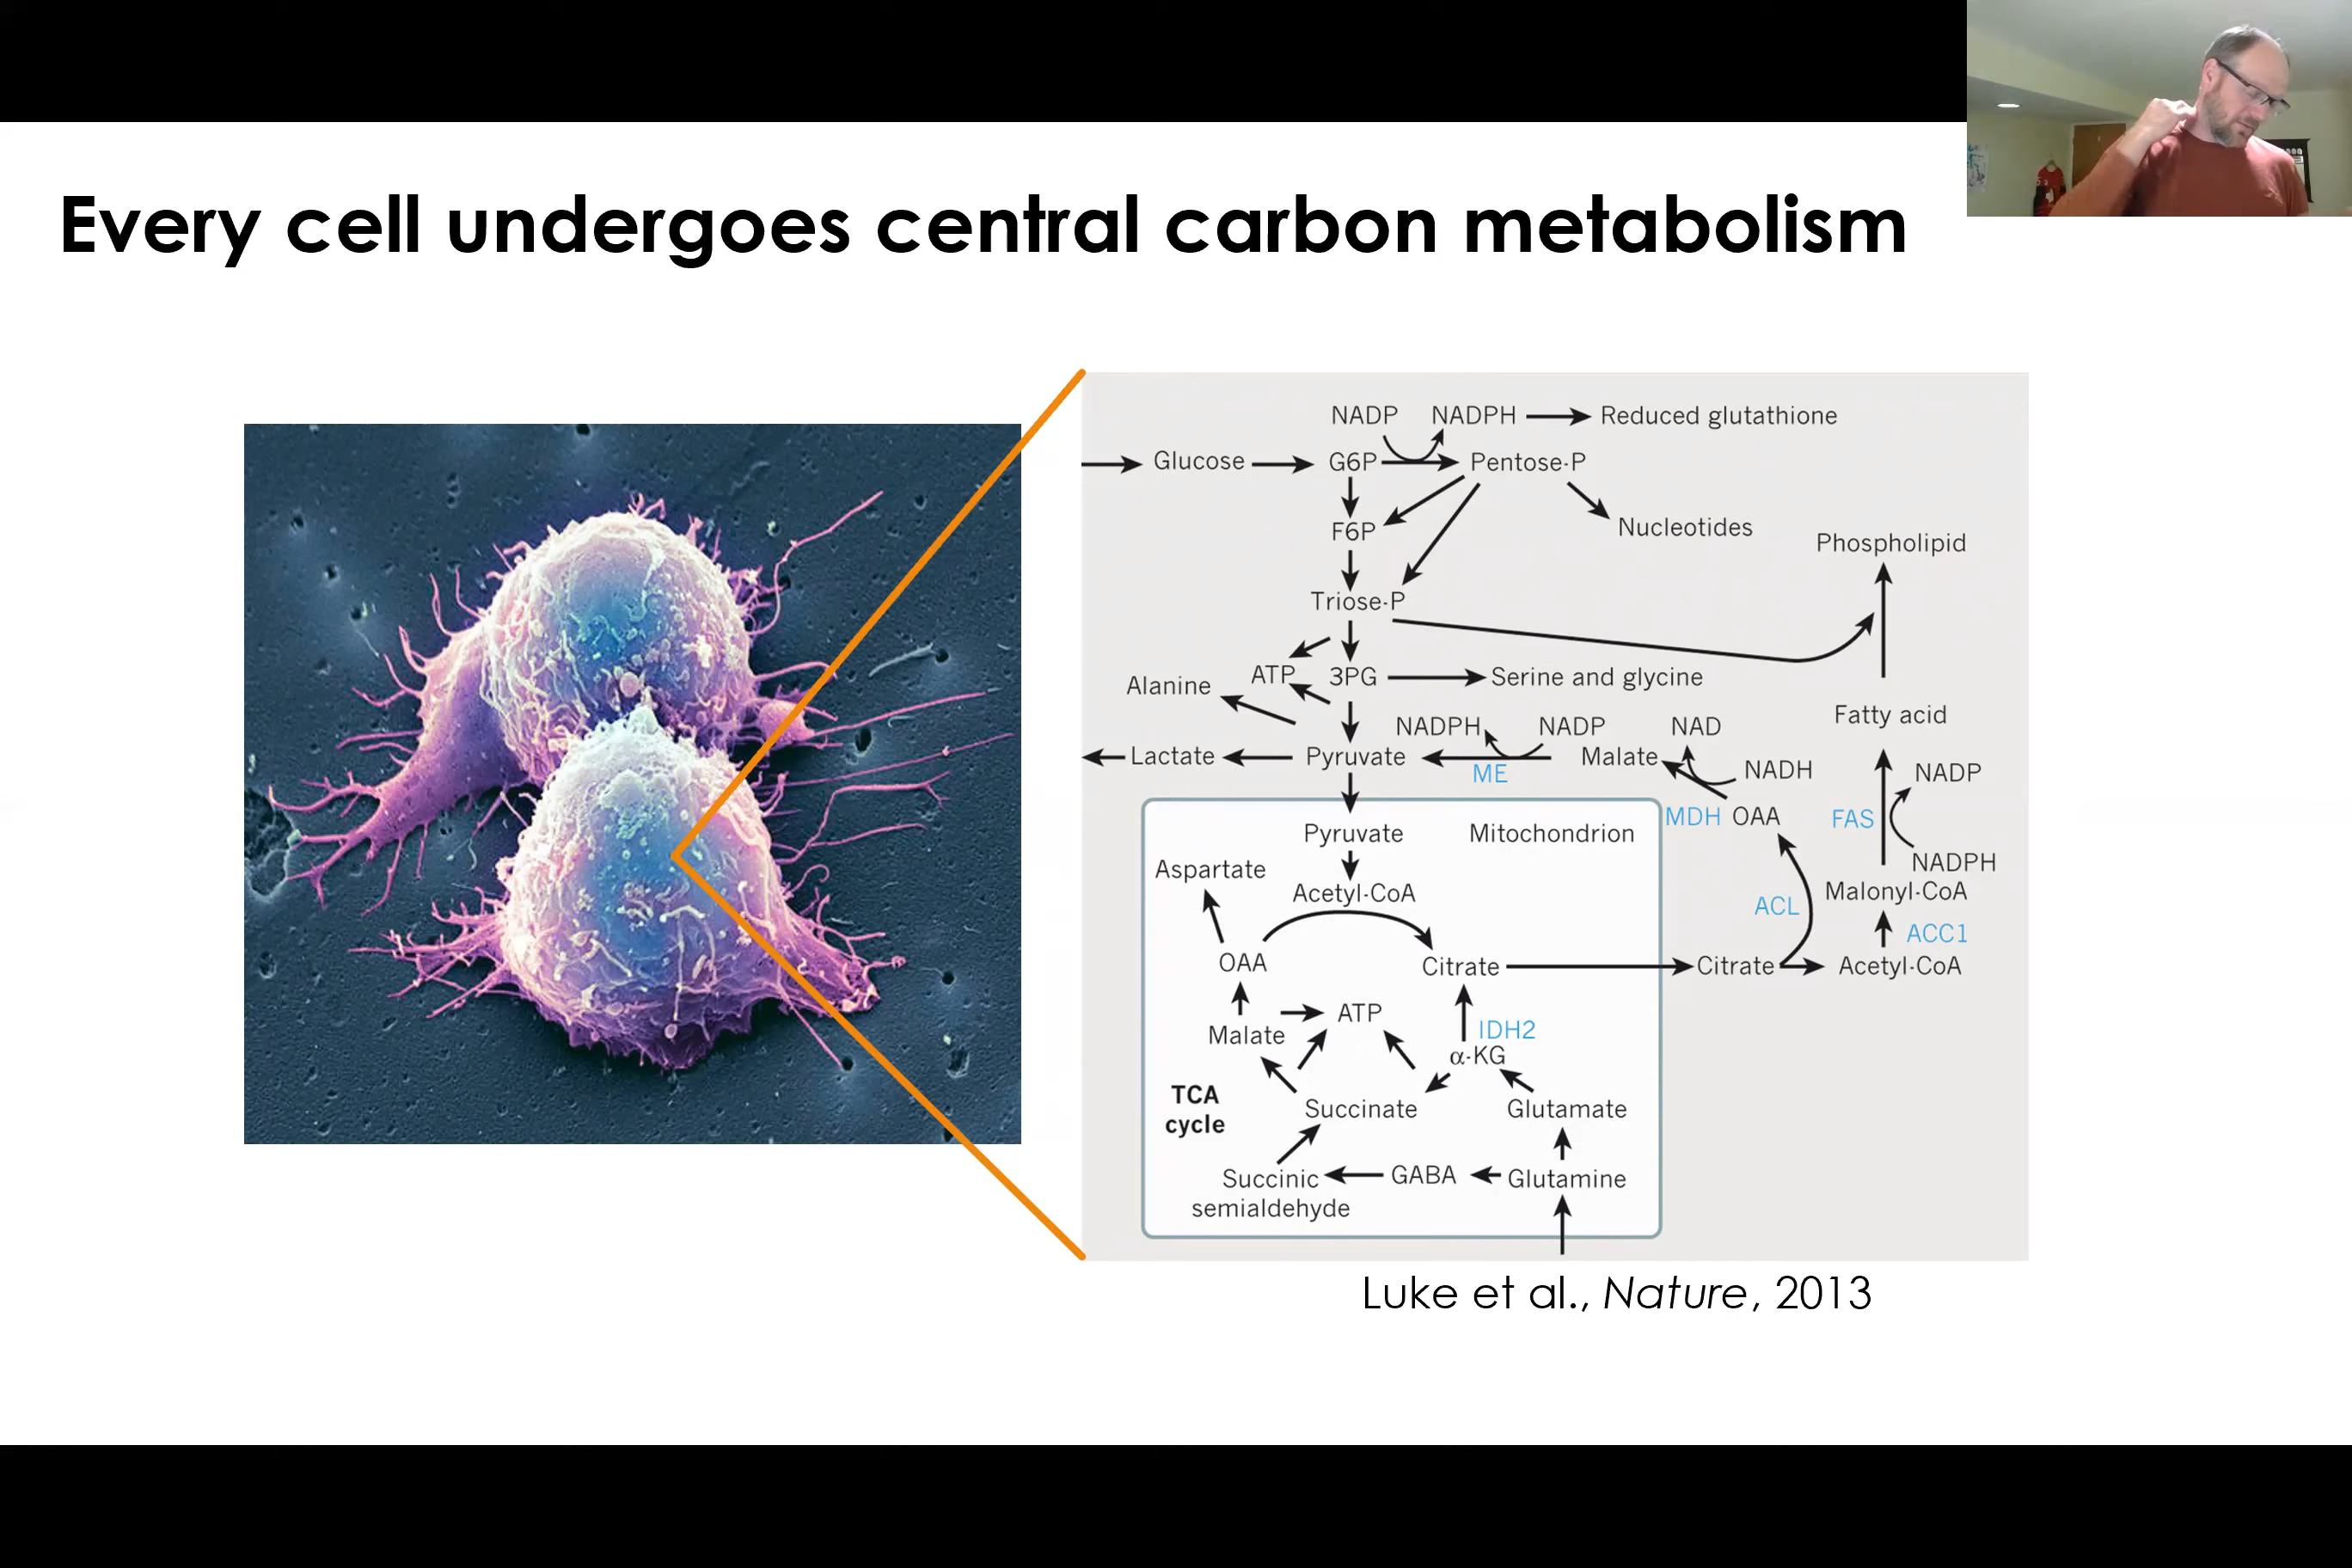 Every cell undergoes central carbon metabolism
NADP NADPH Reduced glutathione
Glucose G6P Pentose-P
F6P Nucleotides
Phospholipid
Triose-P
Alanine ATP 3PG Serine and glycine
NADPH NADP NAD Fatty acid
Lactate Pyruvate ME Malate NADH NADP
MDH OAA FAS
Pyruvate Mitochondrion
NADPH
Aspartate Acetyl-CoA Malonyl-CoA
ACL ACC1
OAA Citrate Citrate Acetyl-CoA
ATP
Malate IDH2
α-KG
TCA
cycle
Succinate Glutamate
Succinic GABA Glutamine
semialdehyde
Luke et al., Nature, 2013